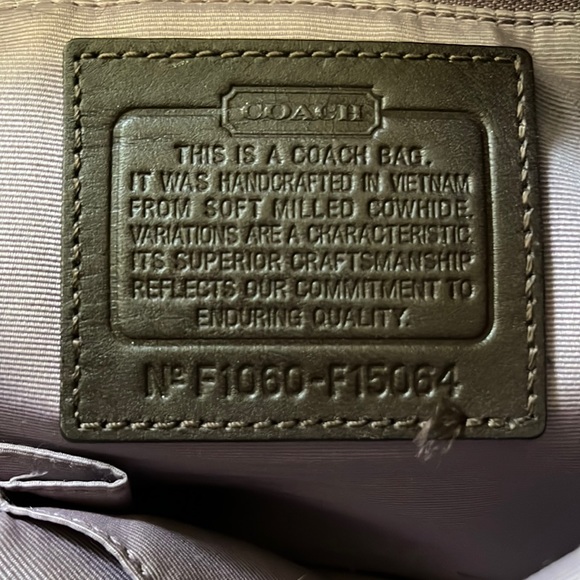 COACH
THIS IS A COACH BAG.
IT WAS HANDCRAFTED IN VIETNAM
FROM SOFT MILLED COWHIDE.
VARIATIONS ARE A CHARACTERISTIC.
ITS SUPERIOR CRAFTSMANSHIP
REFLECTS OUR COMMITMENT TO
ENDURING QUALITY.
Nº F1060-F15064